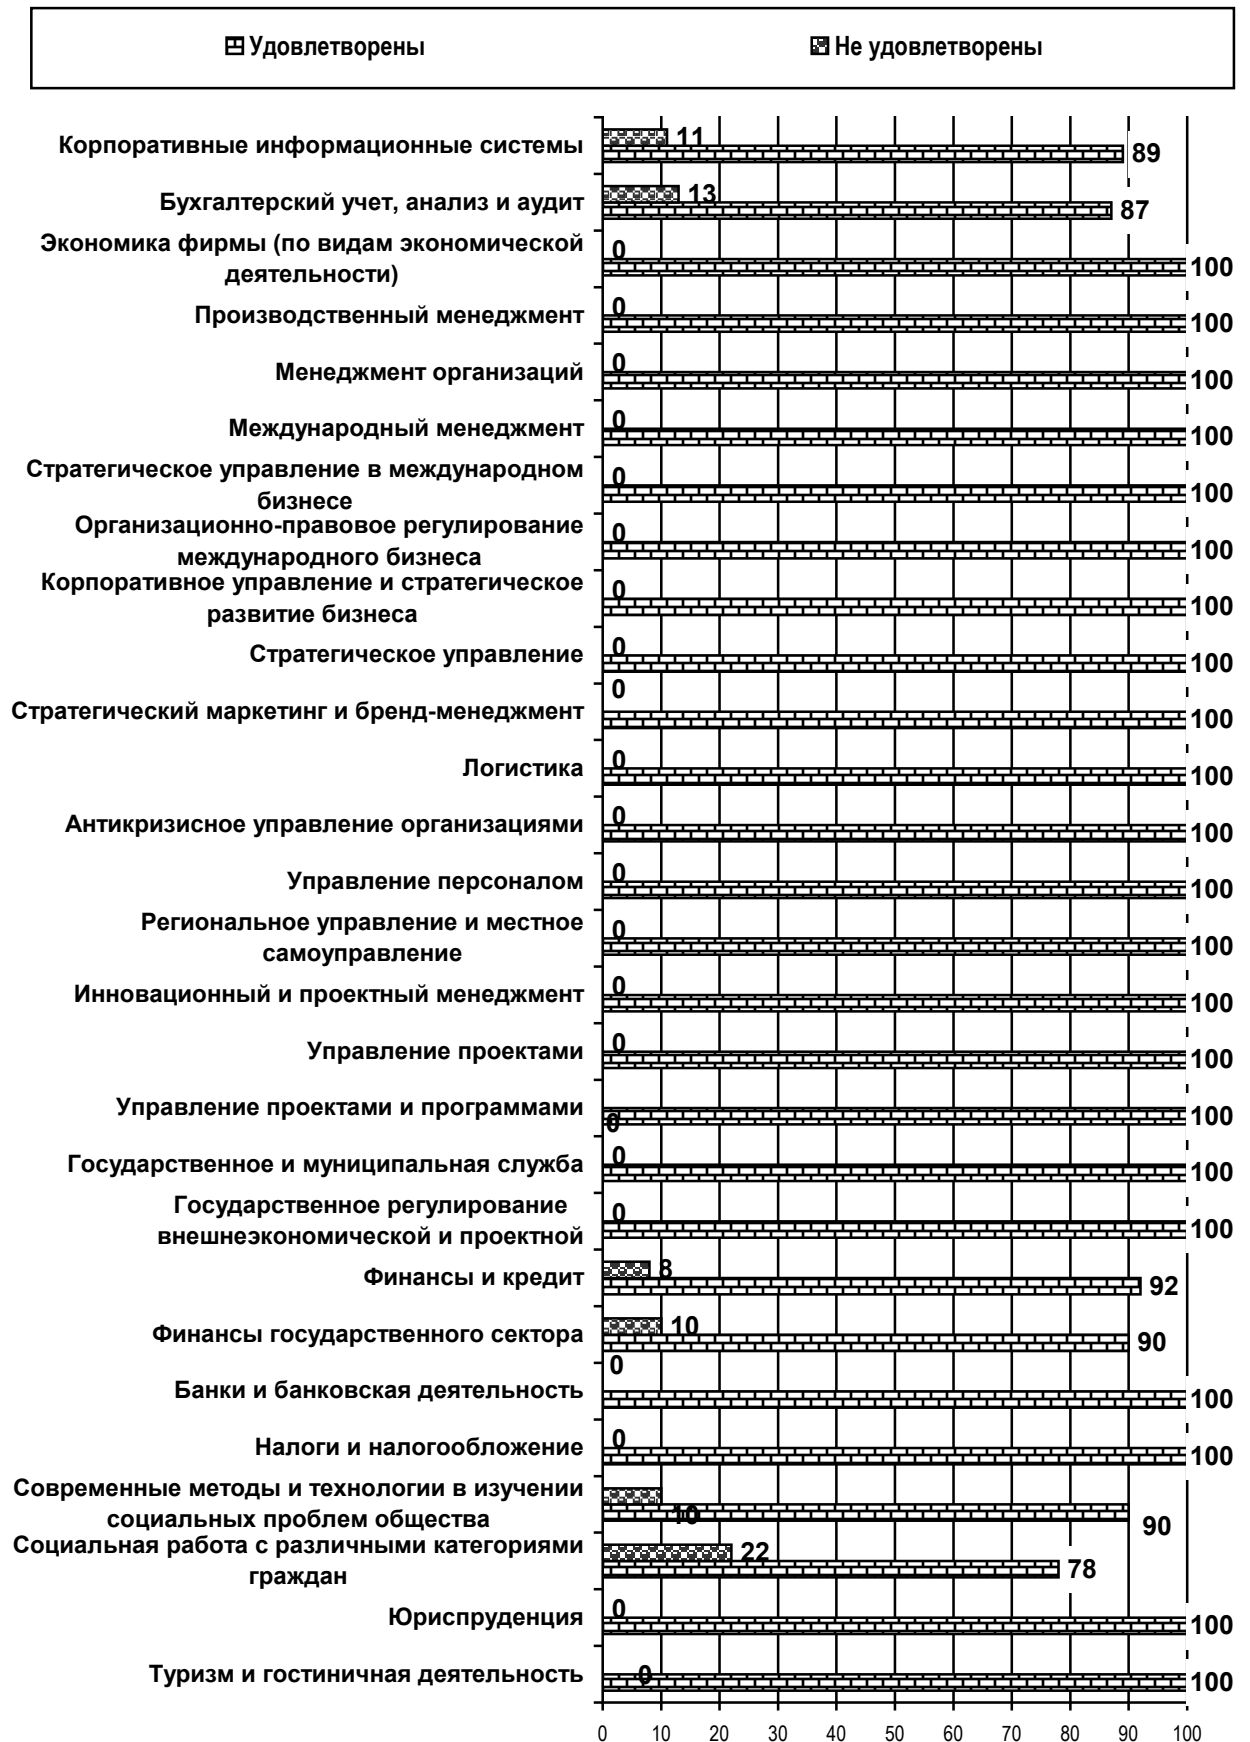 Удовлетворены Не удовлетворены
Корпоративные информационные системы 11 89
Бухгалтерский учет, анализ и аудит 13 87
Экономика фирмы (по видам экономической 0
деятельности) 100
Производственный менеджмент 0 100
Менеджмент организаций 0 100
Международный менеджмент 0 100
Стратегическое управление в международном 0
бизнесе 100
Организационно-правовое регулирование 0
международного бизнеса 100
Корпоративное управление и стратегическое 0
развитие бизнеса 100
Стратегическое управление 0 100
Стратегический маркетинг и бренд-менеджмент 0 100
Логистика 0 100
Антикризисное управление организациями 0 100
Управление персоналом 0 100
Региональное управление и местное 0
самоуправление 100
Инновационный и проектный менеджмент 0 100
Управление проектами 0 100
Управление проектами и программами 0 100
Государственное и муниципальная служба 0 100
Государственное регулирование 0
внешнеэкономической и проектной 100
Финансы и кредит 8 92
Финансы государственного сектора 10 90
Банки и банковская деятельность 0 100
Налоги и налогообложение 0 100
Современные методы и технологии в изучении
социальных проблем общества 10 90
Социальная работа с различными категориями 22
граждан 78
Юриспруденция 0 100
Туризм и гостиничная деятельность 0 100
0 10 20 30 40 50 60 70 80 90 100